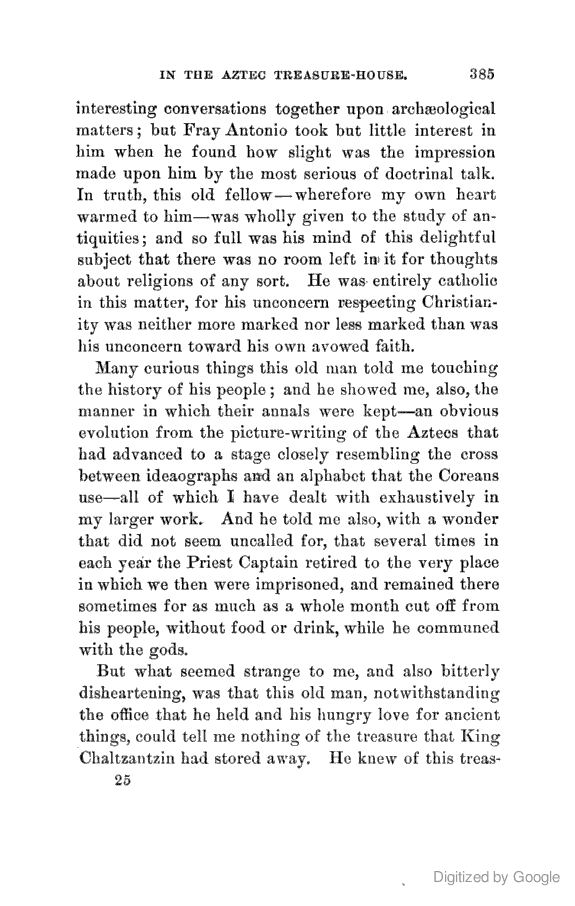 IN THE AZTEC TREASURE-HOUSE. 385
interesting conversations together upon archæological
matters; but Fray Antonio took but little interest in
him when he found how slight was the impression
made upon him by the most serious of doctrinal talk.
In truth, this old fellow—wherefore my own heart
warmed to him—was wholly given to the study of an-
tiquities; and so full was his mind of this delightful
subject that there was no room left in it for thoughts
about religions of any sort. He was entirely catholic
in this matter, for his unconcern respecting Christian-
ity was neither more marked nor less marked than was
his unconcern toward his own avowed faith.
Many curious things this old man told me touching
the history of his people; and he showed me, also, the
manner in which their annals were kept—an obvious
evolution from the picture-writing of the Aztecs that
had advanced to a stage closely resembling the cross
between ideaographs and an alphabet that the Coreans
use—all of which I have dealt with exhaustively in
my larger work. And he told me also, with a wonder
that did not seem uncalled for, that several times in
each year the Priest Captain retired to the very place
in which we then were imprisoned, and remained there
sometimes for as much as a whole month cut off from
his people, without food or drink, while he communed
with the gods.
But what seemed strange to me, and also bitterly
disheartening, was that this old man, notwithstanding
the office that he held and his hungry love for ancient
things, could tell me nothing of the treasure that King
Chaltzantzin had stored away. He knew of this treas-
25
Digitized by Google